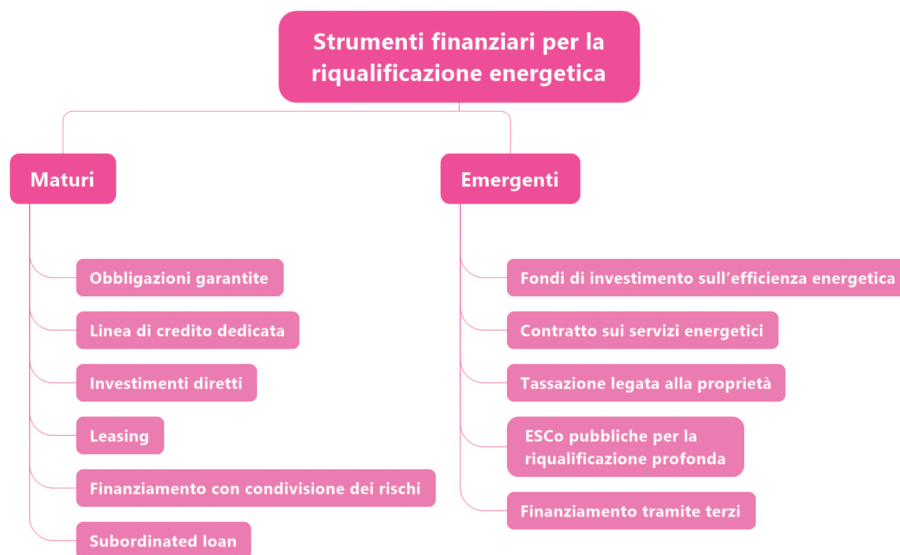 Strumenti finanziari per la
riqualificazione energetica
Maturi
Obbligazioni garantite
Linea di credito dedicata
Investimenti diretti
Leasing
Finanziamento con condivisione dei rischi
Subordinated loan
Emergenti
Fondi di investimento sull’efficienza energetica
Contratto sui servizi energetici
Tassazione legata alla proprietà
ESCo pubbliche per la
riqualificazione profonda
Finanziamento tramite terzi